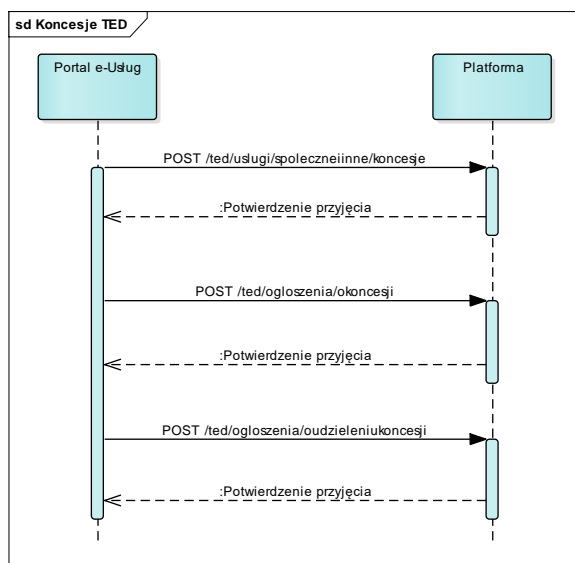 sd Koncesje TED
Portal e-Usług
Platforma
POST /ted/uslugi/spoleczneiinne/koncesje
:Potwierdzenie przyjęcia
POST /ted/ogloszenia/okoncesji
:Potwierdzenie przyjęcia
POST /ted/ogloszenia/oudzieleniukoncesji
:Potwierdzenie przyjęcia